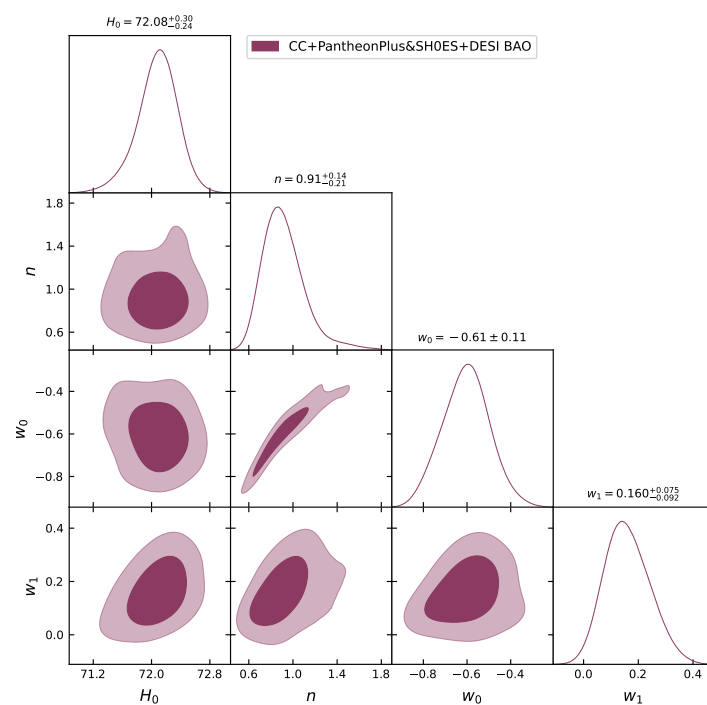 H₀ = 72.08⁺⁰·³⁰₋₀.₂₄
CC+PantheonPlus&SH0ES+DESI BAO
n = 0.91⁺⁰·¹⁴₋₀.₂₁
1.8
1.4
1.0
0.6
n
w₀ = −0.61 ± 0.11
−0.4
−0.6
−0.8
w₀
w₁ = 0.160⁺⁰·⁰⁷⁵₋₀.₀₉₂
0.4
0.2
0.0
w₁
71.2 72.0 72.8 0.6 1.0 1.4 1.8 −0.8 −0.6 −0.4 0.0 0.2 0.4
H₀ n w₀ w₁